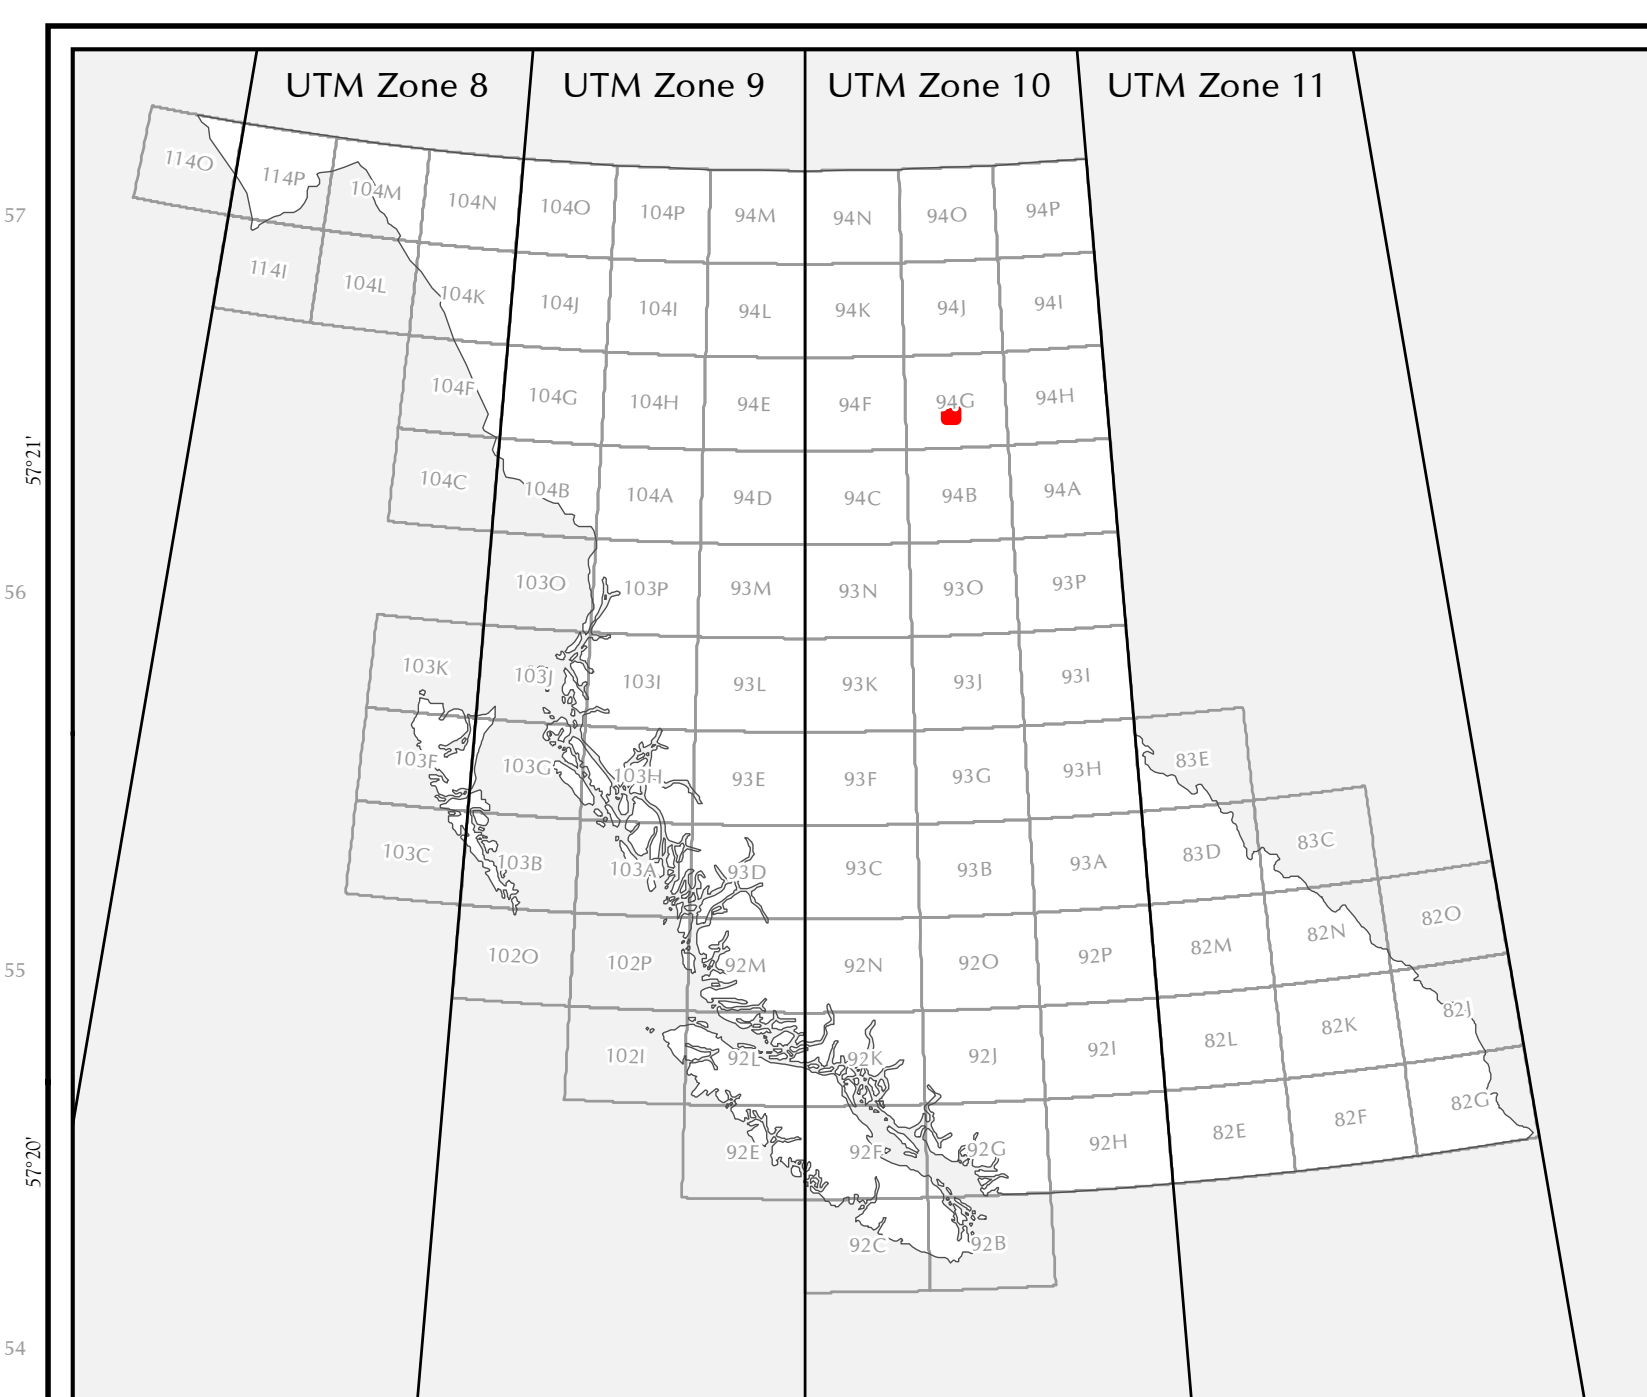 UTM Zone 8 UTM Zone 9 UTM Zone 10 UTM Zone 11
114O 114P 104M 104N 104O 104P 94M 94N 94O 94P
57
114I 104L 104K 104J 104I 94L 94K 94J 94I
104F 104G 104H 94E 94F 94G 94H
57°21'
104C 104B 104A 94D 94C 94B 94A
56
103O 103P 93M 93N 93O 93P
103K 103J 103I 93L 93K 93J 93I
103F 103G 103H 93E 93F 93G 93H 83E
103C 103B 103A 93D 93C 93B 93A 83D 83C
55
102O 102P 92M 92N 92O 92P 82M 82N 82O
102I 92L 92K 92J 92I 82L 82K 82J
57°20'
92E 92F 92G 92H 82E 82F 82G
92C 92B
54